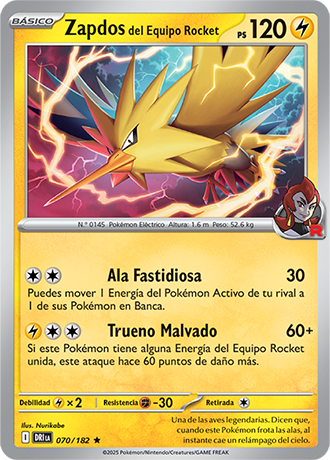 BÁSICO
Zapdos del Equipo Rocket PS 120
N.º 0145 Pokémon Eléctrico Altura: 1.6 m Peso: 52.6 kg
R
Ala Fastidiosa 30
Puedes mover 1 Energía del Pokémon Activo de tu rival a
1 de sus Pokémon en Banca.
Trueno Malvado 60+
Si este Pokémon tiene alguna Energía del Equipo Rocket
unida, este ataque hace 60 puntos de daño más.
Debilidad ×2 Resistencia -30 Retirada
Ilus. Nurikabe
I DRI LA 070/182 ★
Una de las aves legendarias. Dicen que,
cuando este Pokémon frota las alas, al
instante cae un relámpago del cielo.
©2025 Pokémon/Nintendo/Creatures/GAME FREAK